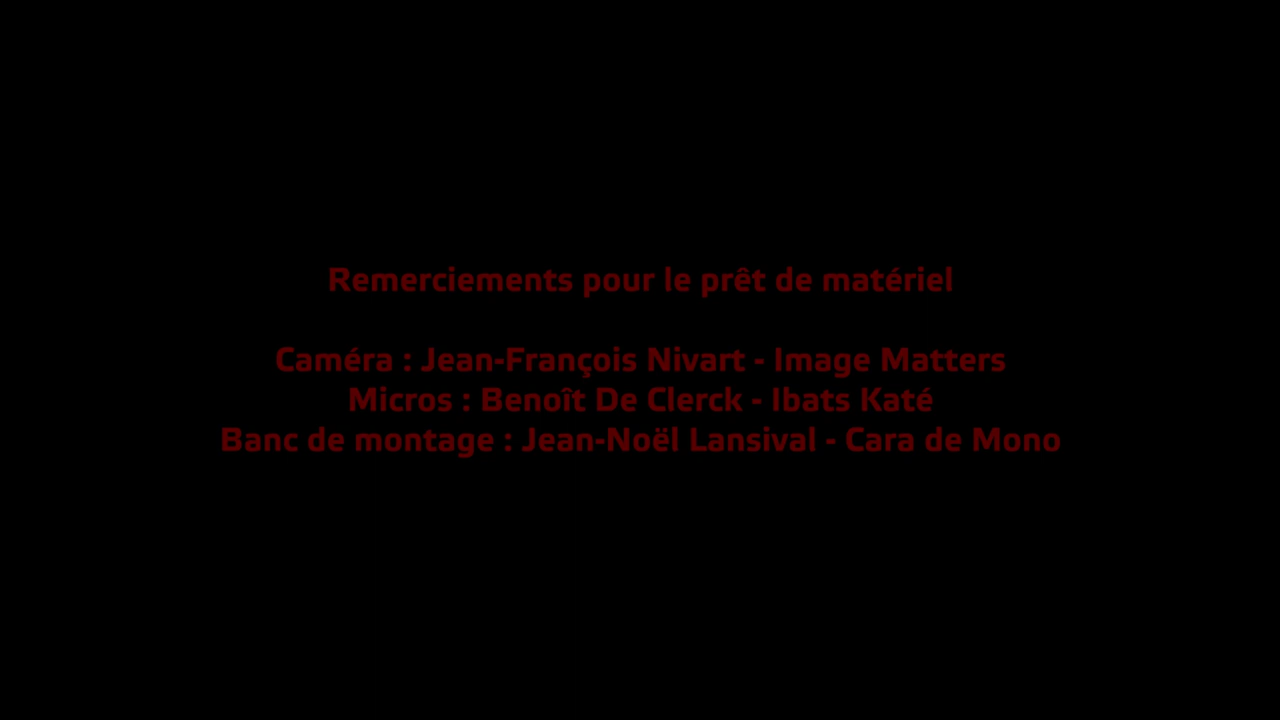 Remerciements pour le prêt de matériel
Caméra : Jean-François Nivart - Image Matters
Micros : Benoît De Clerck - Ibats Katé
Banc de montage : Jean-Noël Lansival - Cara de Mono